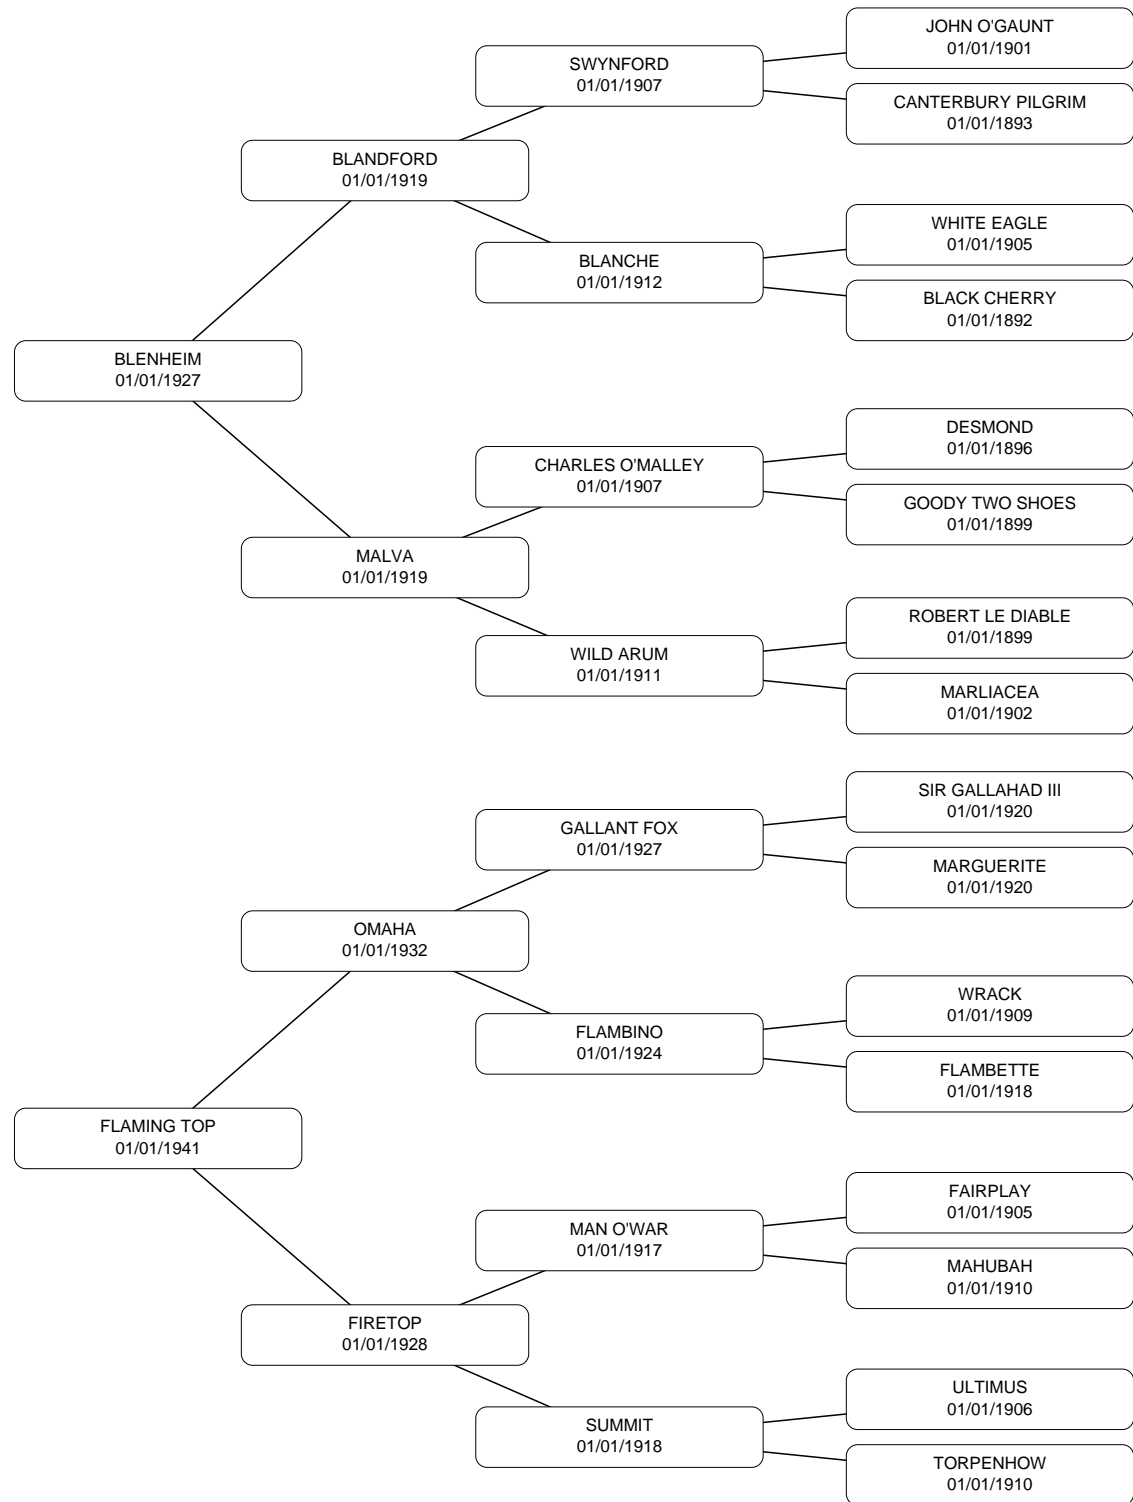 JOHN O'GAUNT
01/01/1901
SWYNFORD
01/01/1907
CANTERBURY PILGRIM
01/01/1893
BLANDFORD
01/01/1919
WHITE EAGLE
01/01/1905
BLANCHE
01/01/1912
BLACK CHERRY
01/01/1892
BLENHEIM
01/01/1927
DESMOND
01/01/1896
CHARLES O'MALLEY
01/01/1907
GOODY TWO SHOES
01/01/1899
MALVA
01/01/1919
ROBERT LE DIABLE
01/01/1899
WILD ARUM
01/01/1911
MARLIACEA
01/01/1902
SIR GALLAHAD III
01/01/1920
GALLANT FOX
01/01/1927
MARGUERITE
01/01/1920
OMAHA
01/01/1932
WRACK
01/01/1909
FLAMBINO
01/01/1924
FLAMBETTE
01/01/1918
FLAMING TOP
01/01/1941
FAIRPLAY
01/01/1905
MAN O'WAR
01/01/1917
MAHUBAH
01/01/1910
FIRETOP
01/01/1928
ULTIMUS
01/01/1906
SUMMIT
01/01/1918
TORPENHOW
01/01/1910